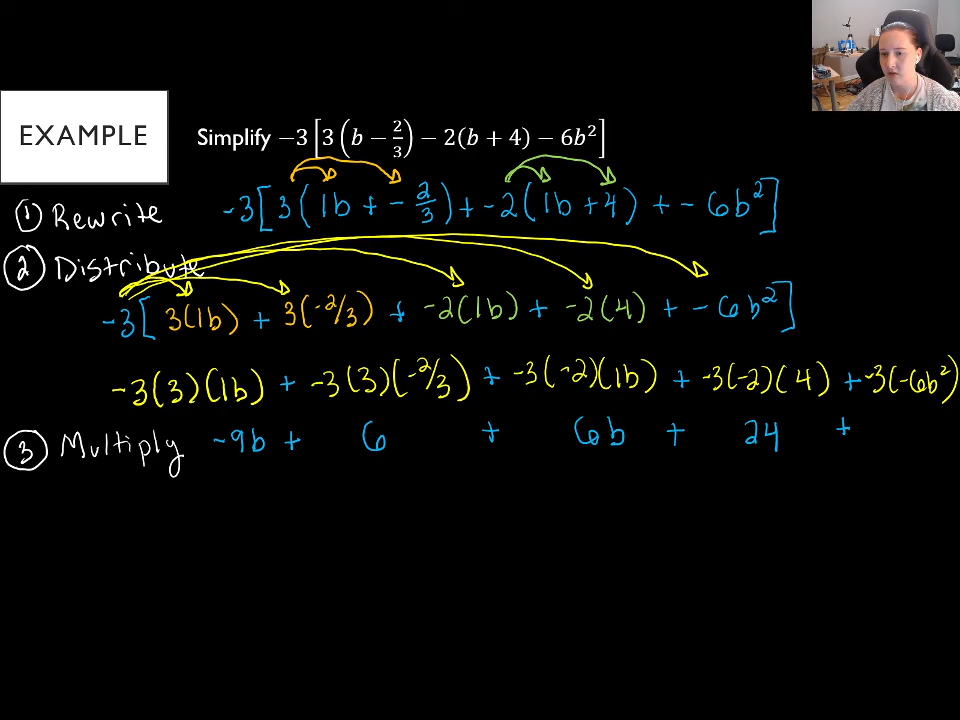 EXAMPLE
Simplify −3[3(b − 2/3) − 2(b + 4) − 6b²]
① Rewrite -3[3(1b + -2/3) + -2(1b + 4) + -6b²]
② Distribute
-3[3(1b) + 3(-2/3) + -2(1b) + -2(4) + -6b²]
-3(3)(1b) + -3(3)(-2/3) + -3(-2)(1b) + -3(-2)(4) + -3(-6b²)
③ Multiply -9b + 6 + 6b + 24 +